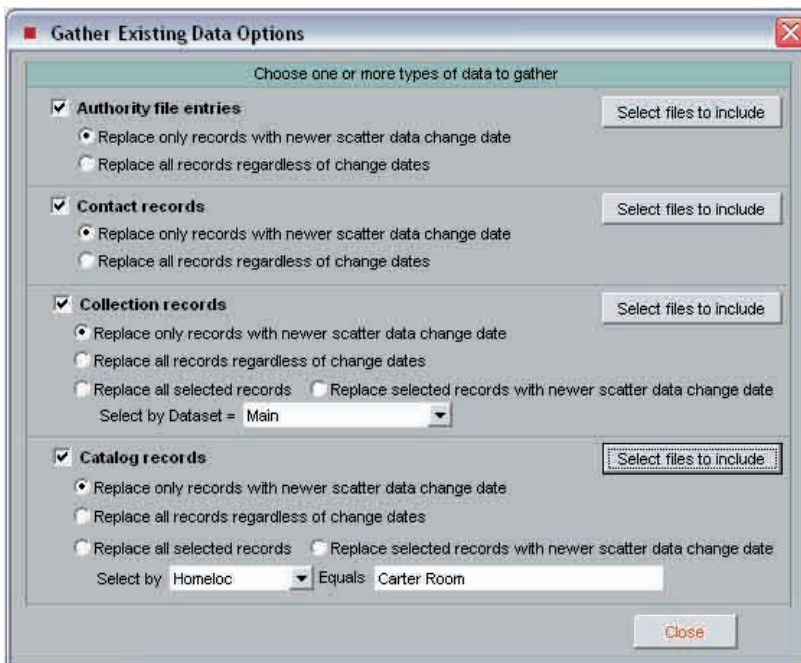 Gather Existing Data Options
Choose one or more types of data to gather
Authority file entries
Select files to include
Replace only records with newer scatter data change date
Replace all records regardless of change dates
Contact records
Select files to include
Replace only records with newer scatter data change date
Replace all records regardless of change dates
Collection records
Select files to include
Replace only records with newer scatter data change date
Replace all records regardless of change dates
Replace all selected records Replace selected records with newer scatter data change date
Select by Dataset = Main
Catalog records
Select files to include
Replace only records with newer scatter data change date
Replace all records regardless of change dates
Replace all selected records Replace selected records with newer scatter data change date
Select by Homeloc Equals Carter Room
Close